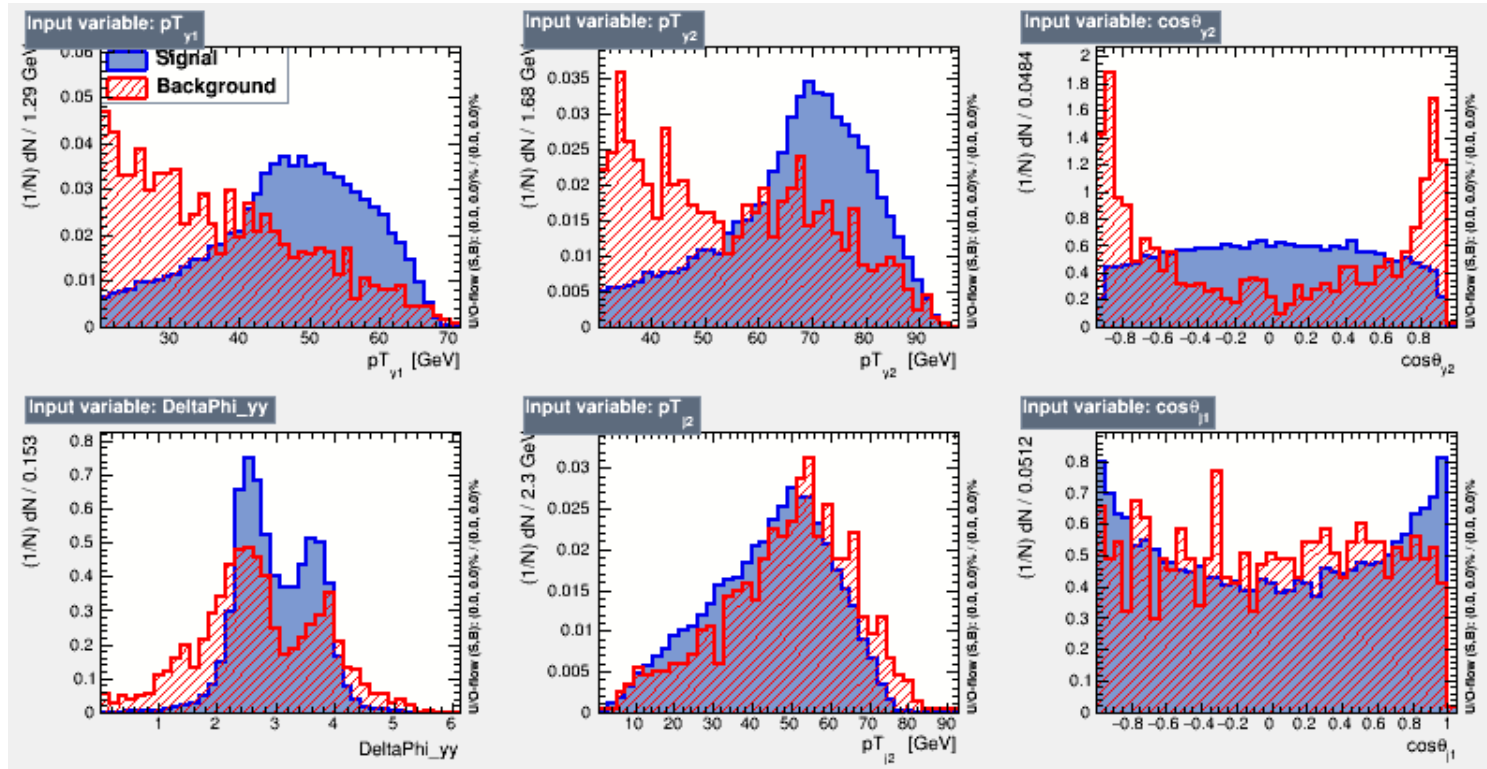 Input variable: pT_y1
Signal
Background
(1/N) dN / 1.29 GeV
0.06
0.05
0.04
0.03
0.02
0.01
0
30 40 50 60 70
pT_y1 [GeV]
U/O-flow (S,B): (0.0, 0.0)% / (0.0, 0.0)%
Input variable: pT_y2
(1/N) dN / 1.68 GeV
0.035
0.03
0.025
0.02
0.015
0.01
0.005
0
40 50 60 70 80 90
pT_y2 [GeV]
U/O-flow (S,B): (0.0, 0.0)% / (0.0, 0.0)%
Input variable: cosθ_y2
(1/N) dN / 0.0484
2
1.8
1.6
1.4
1.2
1
0.8
0.6
0.4
0.2
0
−0.8 −0.6 −0.4 −0.2 0 0.2 0.4 0.6 0.8
cosθ_y2
U/O-flow (S,B): (0.0, 0.0)% / (0.0, 0.0)%
Input variable: DeltaPhi_yy
(1/N) dN / 0.153
0.8
0.7
0.6
0.5
0.4
0.3
0.2
0.1
0
1 2 3 4 5 6
DeltaPhi_yy
U/O-flow (S,B): (0.0, 0.0)% / (0.0, 0.0)%
Input variable: pT_j2
(1/N) dN / 2.3 GeV
0.03
0.025
0.02
0.015
0.01
0.005
0
10 20 30 40 50 60 70 80 90
pT_j2 [GeV]
U/O-flow (S,B): (0.0, 0.0)% / (0.0, 0.0)%
Input variable: cosθ_j1
(1/N) dN / 0.0512
0.8
0.7
0.6
0.5
0.4
0.3
0.2
0.1
0
−0.8 −0.6 −0.4 −0.2 0 0.2 0.4 0.6 0.8 1
cosθ_j1
U/O-flow (S,B): (0.0, 0.0)% / (0.0, 0.0)%